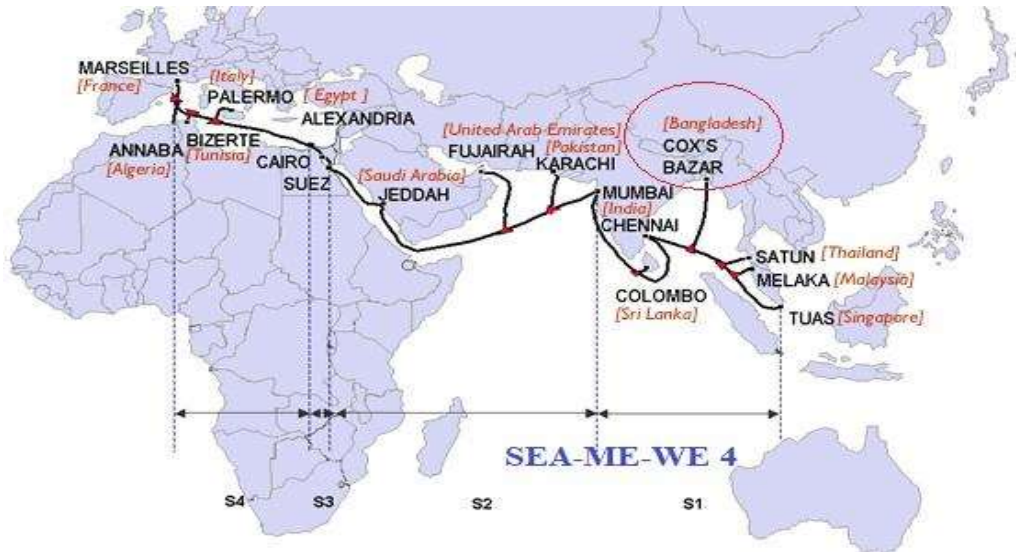 MARSEILLES
[France]
[Italy]
PALERMO
[ Egypt ]
ALEXANDRIA
ANNABA
[Algeria]
BIZERTE
[Tunisia]
CAIRO
SUEZ
[Saudi Arabia]
JEDDAH
[United Arab Emirates]
FUJAIRAH
[Pakistan]
KARACHI
[Bangladesh]
COX'S
BAZAR
MUMBAI
[India]
CHENNAI
COLOMBO
[Sri Lanka]
SATUN [Thailand]
MELAKA [Malaysia]
TUAS [Singapore]
SEA-ME-WE 4
S4
S3
S2
S1